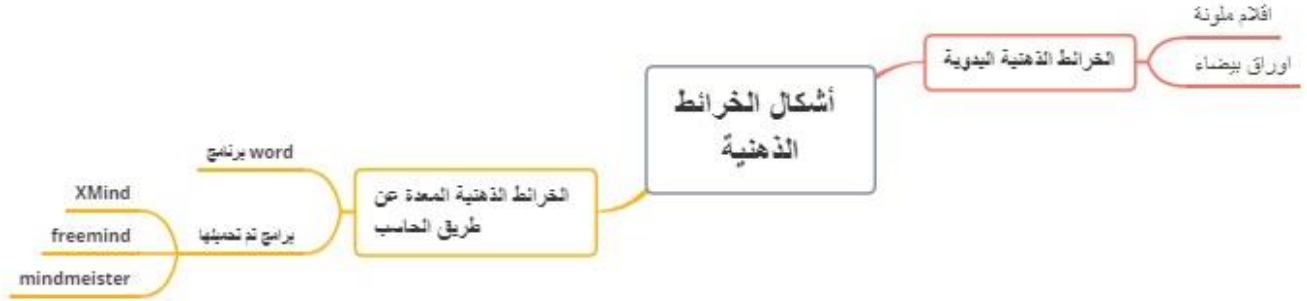 أشكال الخرائط
الذهنية
الخرائط الذهنية اليدوية
اقلام ملونة
اوراق بيضاء
الخرائط الذهنية المعدة عن
طريق الحاسب
برنامج word
برامج تم تحميلها
XMind
freemind
mindmeister